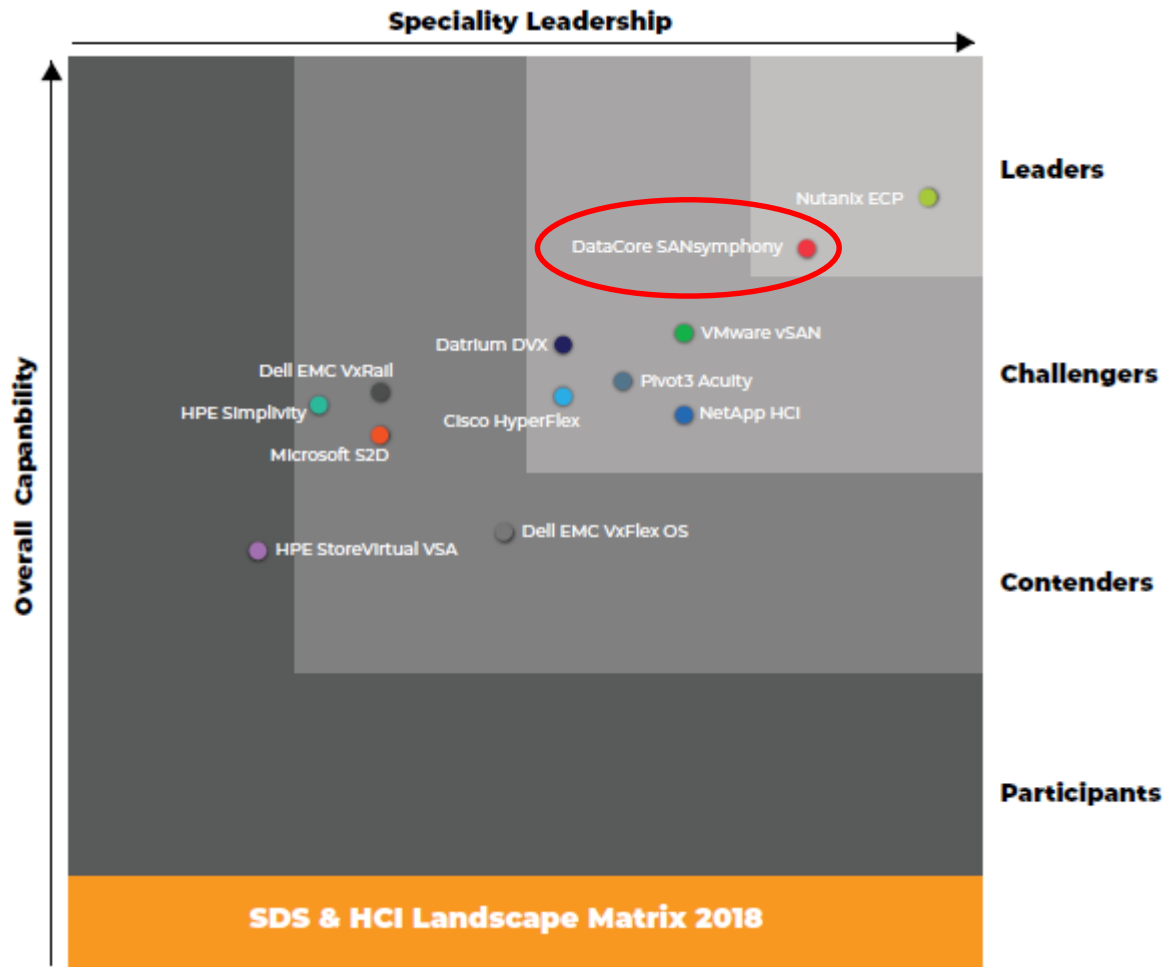 Speciality Leadership
Overall Capanbility
Leaders
Nutanix ECP
DataCore SANsymphony
VMware vSAN
Datrium DVX
Challengers
Dell EMC VxRail
Pivot3 Acuity
HPE Simplivity
Cisco HyperFlex
NetApp HCI
Microsoft S2D
Dell EMC VxFlex OS
HPE StoreVirtual VSA
Contenders
Participants
SDS & HCI Landscape Matrix 2018